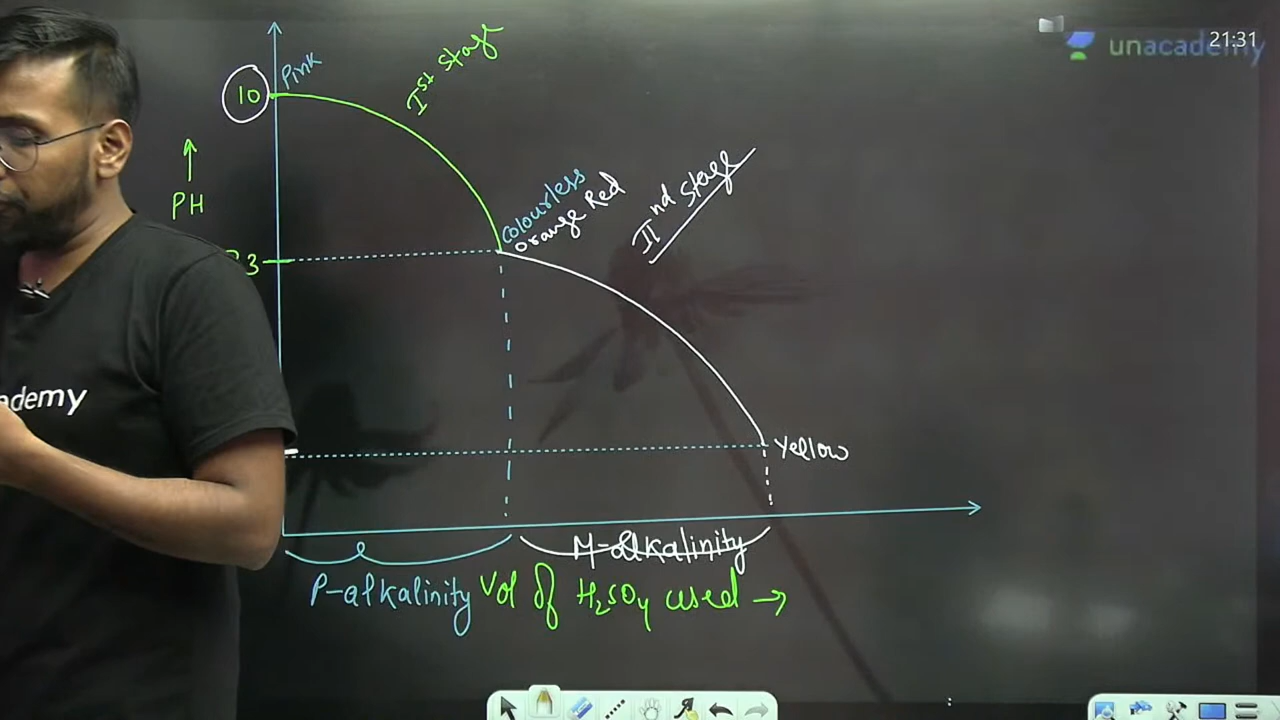 21:31
unacademy
Pink
Ist stage
10
PH
colourless
orange Red
IInd stage
3
ademy
Yellow
M-alkalinity
P-alkalinity
Vol of H2SO4 used →